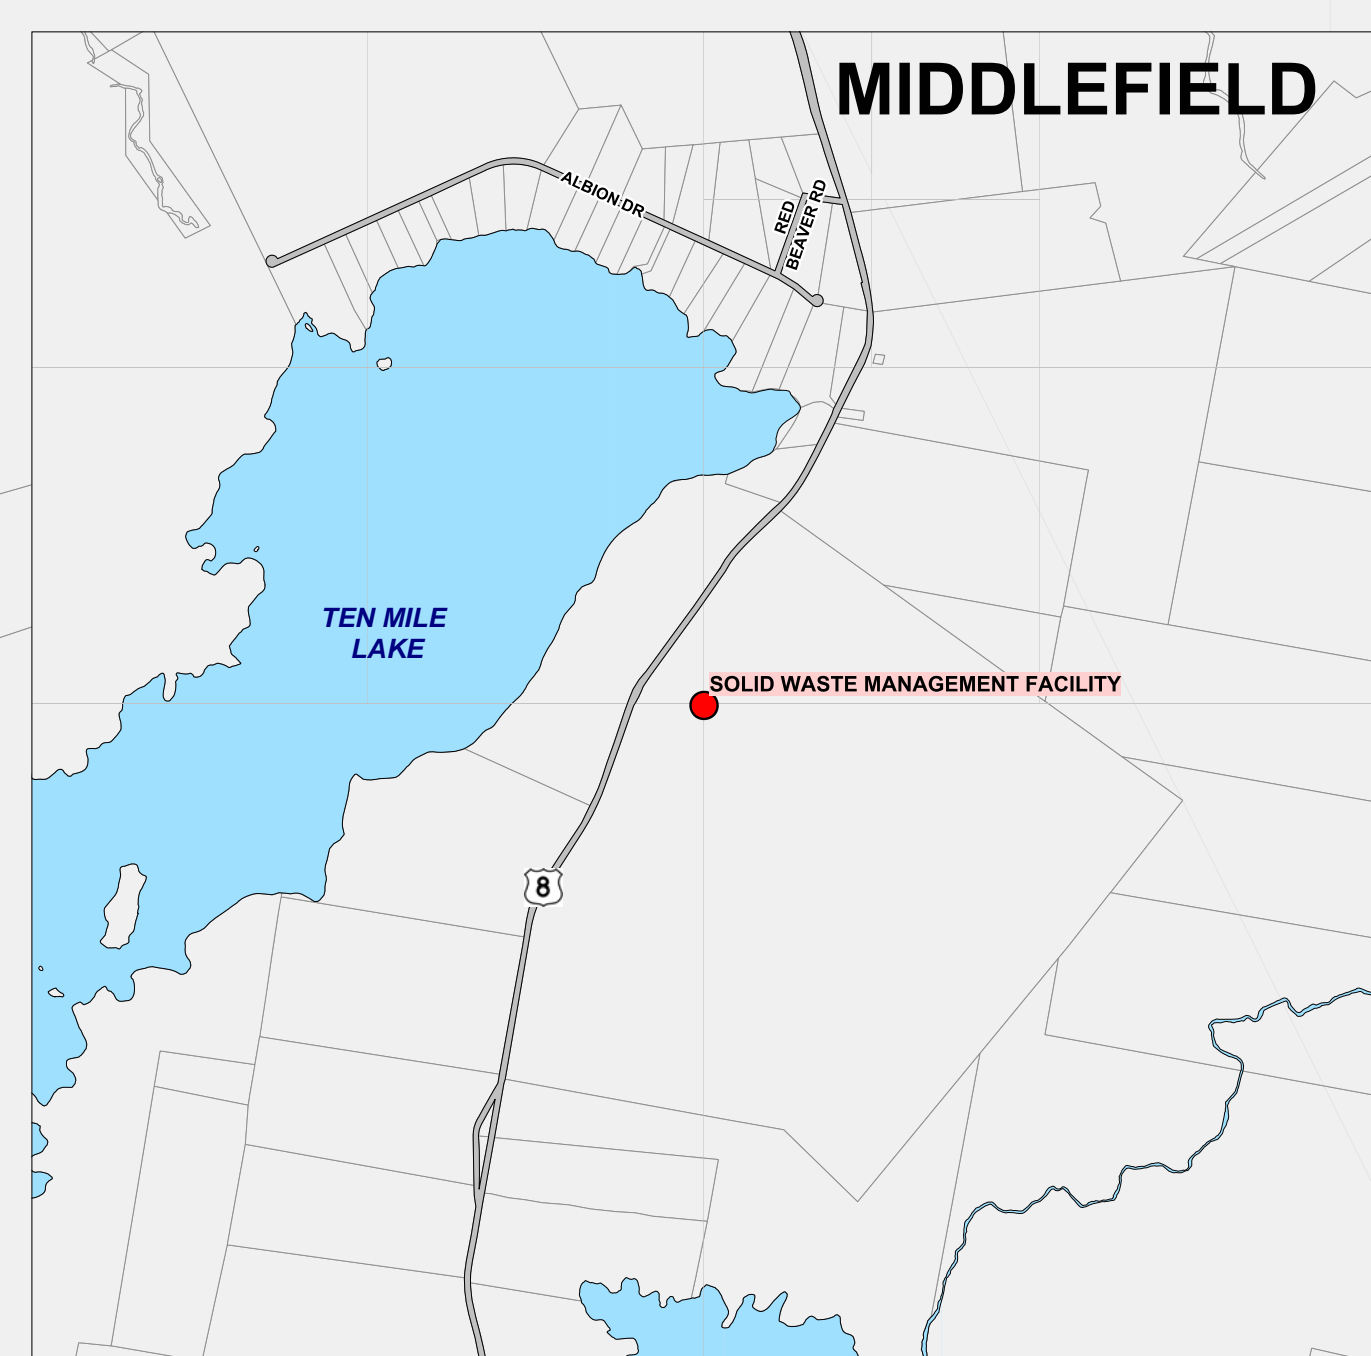 MIDDLEFIELD
ALBION DR
RED
BEAVER RD
TEN MILE
LAKE
SOLID WASTE MANAGEMENT FACILITY
8